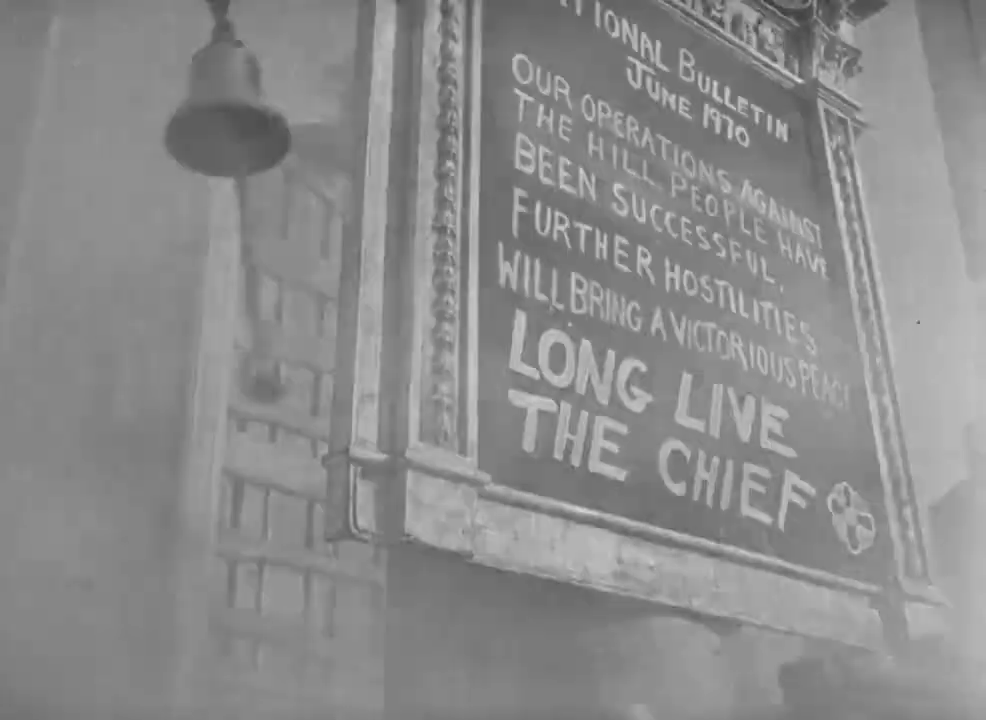 TIONAL BULLETIN
JUNE 1970
OUR OPERATIONS AGAINST
THE HILL PEOPLE HAVE
BEEN SUCCESSFUL.
FURTHER HOSTILITIES
WILL BRING A VICTORIOUS PEACE
LONG LIVE
THE CHIEF